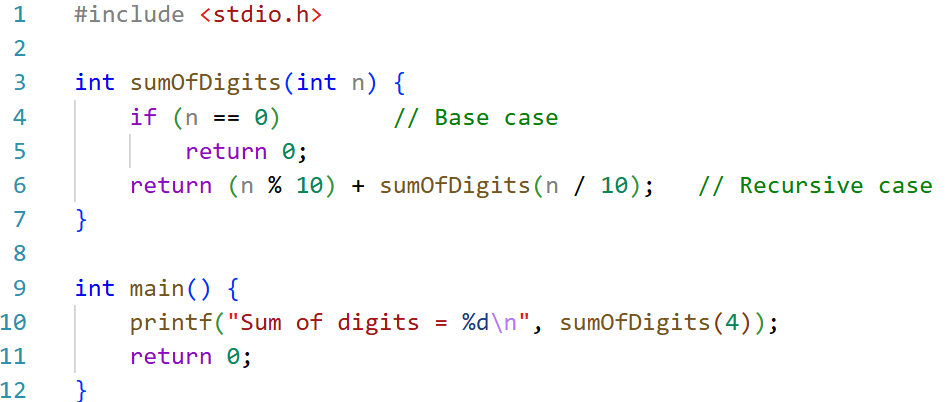 1 #include <stdio.h>
2
3 int sumOfDigits(int n) {
4     if (n == 0)        // Base case
5         return 0;
6     return (n % 10) + sumOfDigits(n / 10);   // Recursive case
7 }
8
9 int main() {
10     printf("Sum of digits = %d\n", sumOfDigits(4));
11     return 0;
12 }